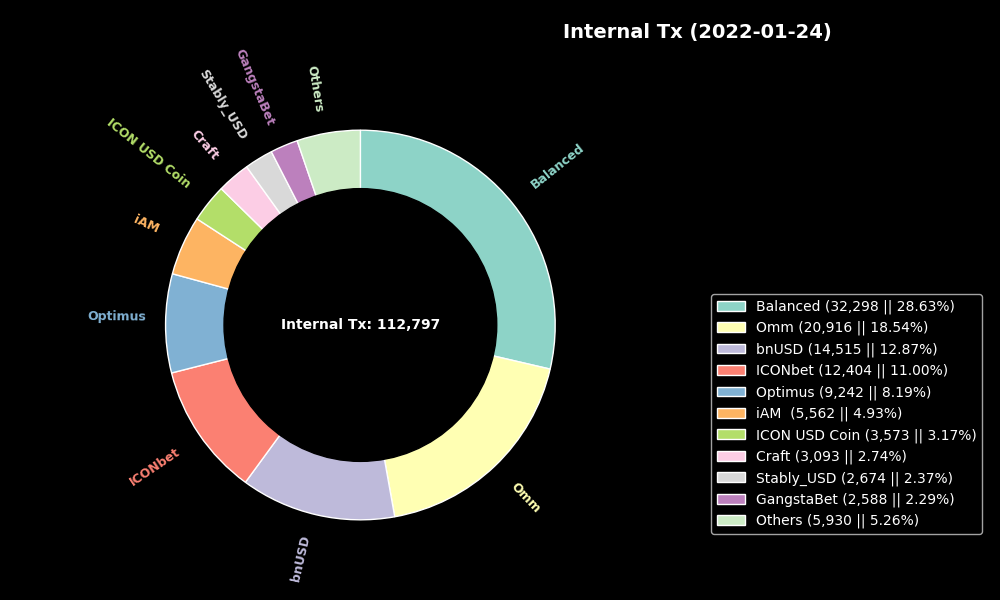 Internal Tx (2022-01-24)
Others
GangstaBet
Stably_USD
Craft
ICON USD Coin
iAM
Optimus
ICONbet
bnUSD
Omm
Balanced
Internal Tx: 112,797
Balanced (32,298 || 28.63%)
Omm (20,916 || 18.54%)
bnUSD (14,515 || 12.87%)
ICONbet (12,404 || 11.00%)
Optimus (9,242 || 8.19%)
iAM  (5,562 || 4.93%)
ICON USD Coin (3,573 || 3.17%)
Craft (3,093 || 2.74%)
Stably_USD (2,674 || 2.37%)
GangstaBet (2,588 || 2.29%)
Others (5,930 || 5.26%)